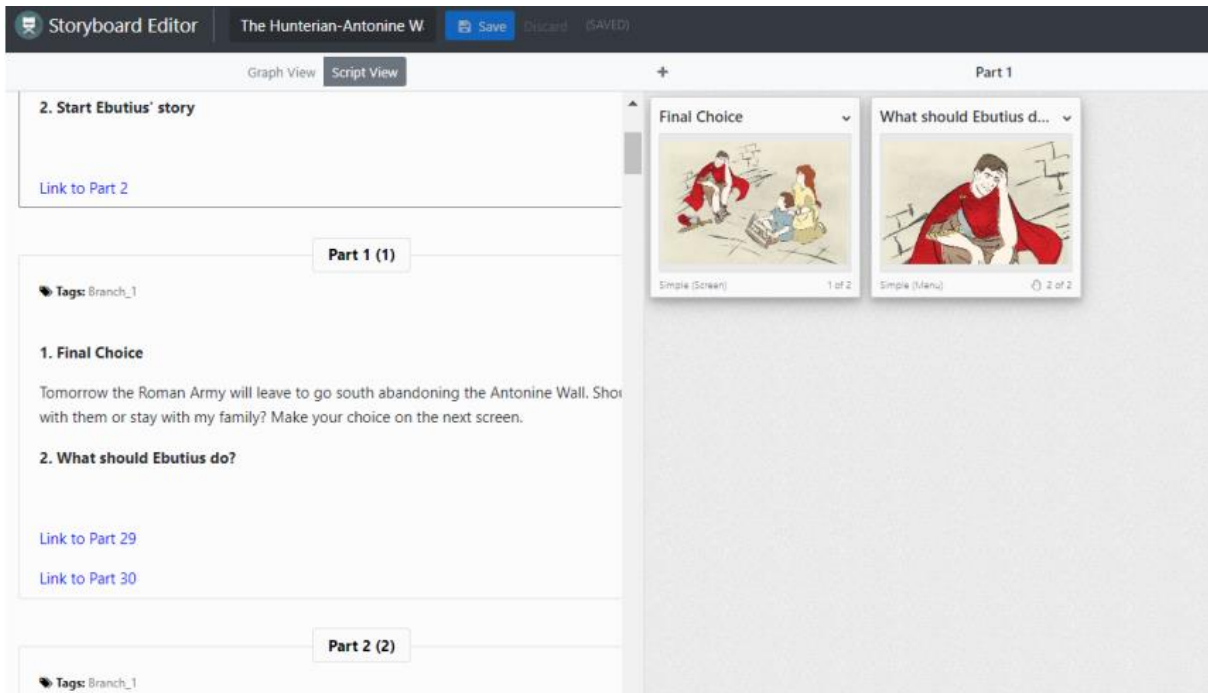 Storyboard Editor
The Hunterian-Antonine W
Save
Discard
(SAVED)
Graph View
Script View
+
Part 1
2. Start Ebutius' story
Link to Part 2
Part 1 (1)
Tags: Branch_1
1. Final Choice
Tomorrow the Roman Army will leave to go south abandoning the Antonine Wall. Shou
with them or stay with my family? Make your choice on the next screen.
2. What should Ebutius do?
Link to Part 29
Link to Part 30
Part 2 (2)
Tags: Branch_1
Final Choice
Simple (Screen)
1 of 2
What should Ebutius d...
Simple (Menu)
2 of 2